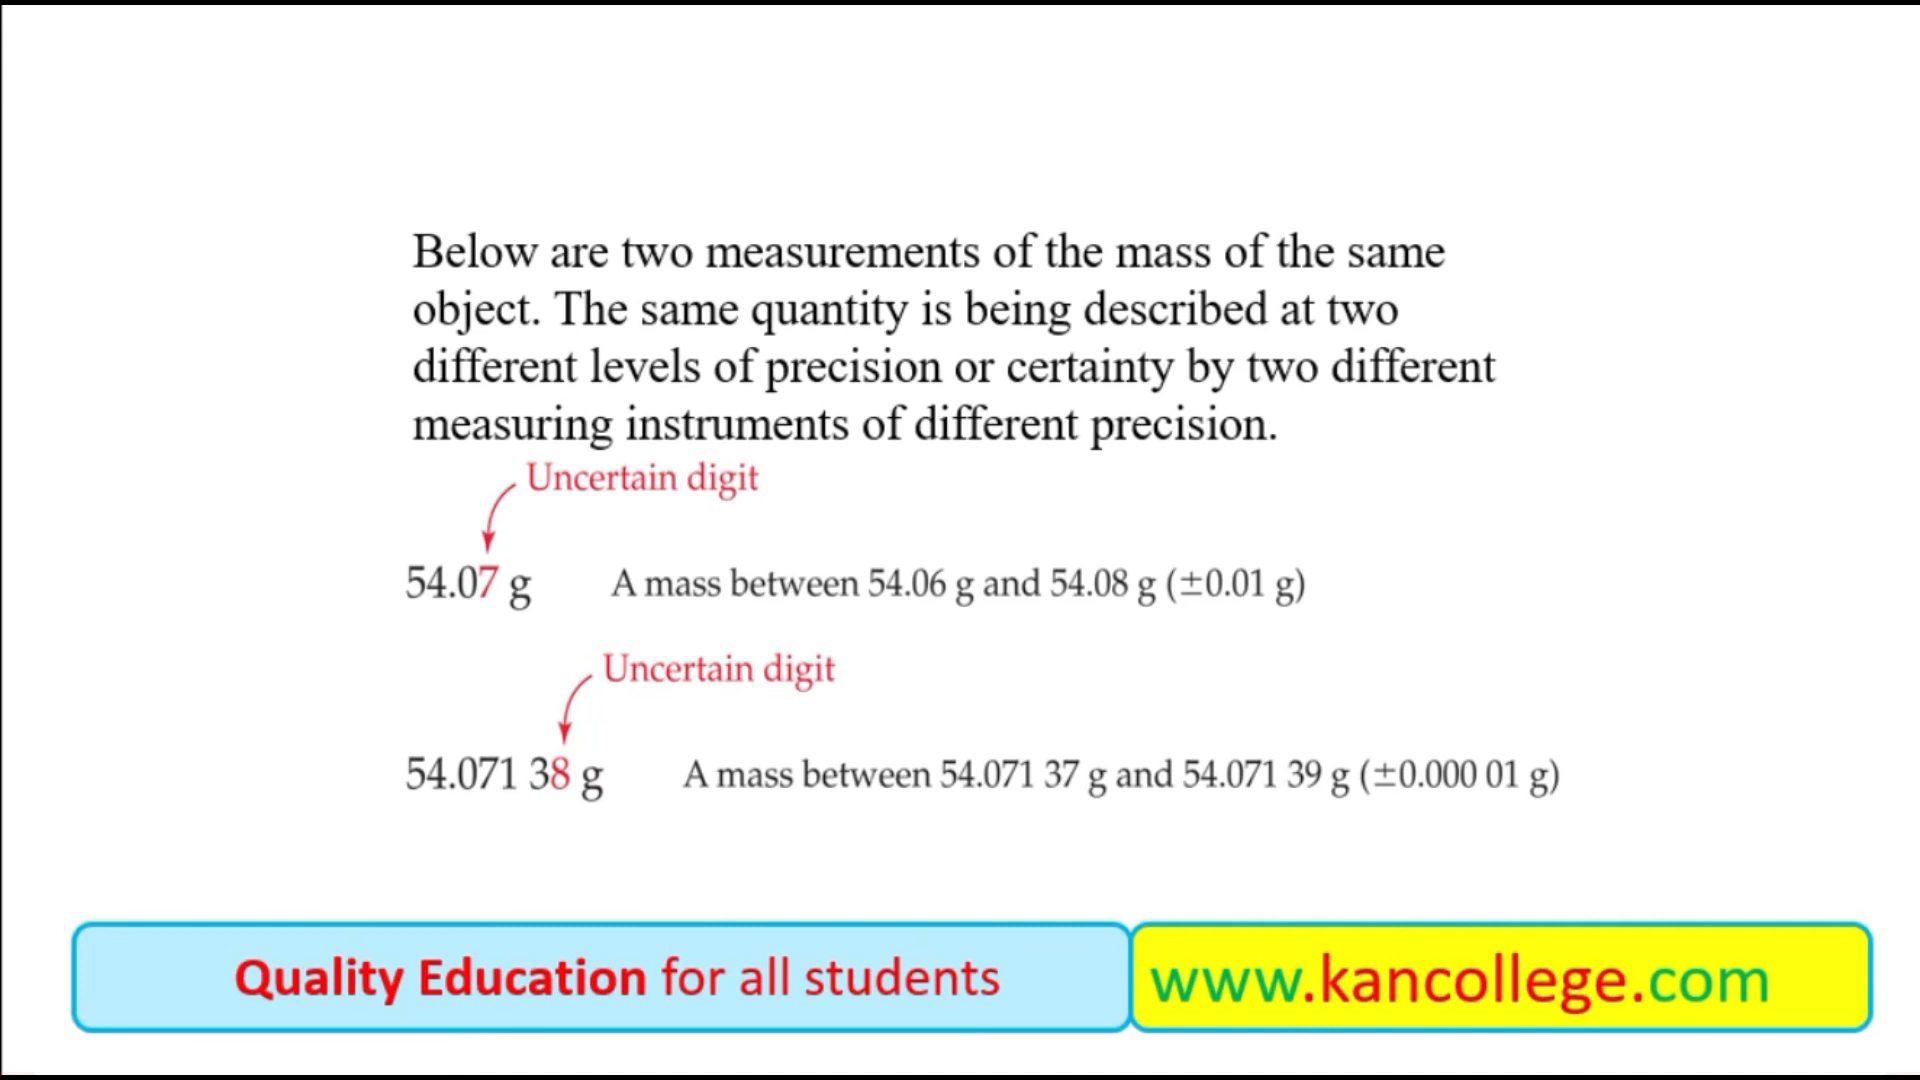 Below are two measurements of the mass of the same
object. The same quantity is being described at two
different levels of precision or certainty by two different
measuring instruments of different precision.
Uncertain digit
54.07 g A mass between 54.06 g and 54.08 g (±0.01 g)
Uncertain digit
54.071 38 g A mass between 54.071 37 g and 54.071 39 g (±0.000 01 g)
Quality Education for all students www.kancollege.com